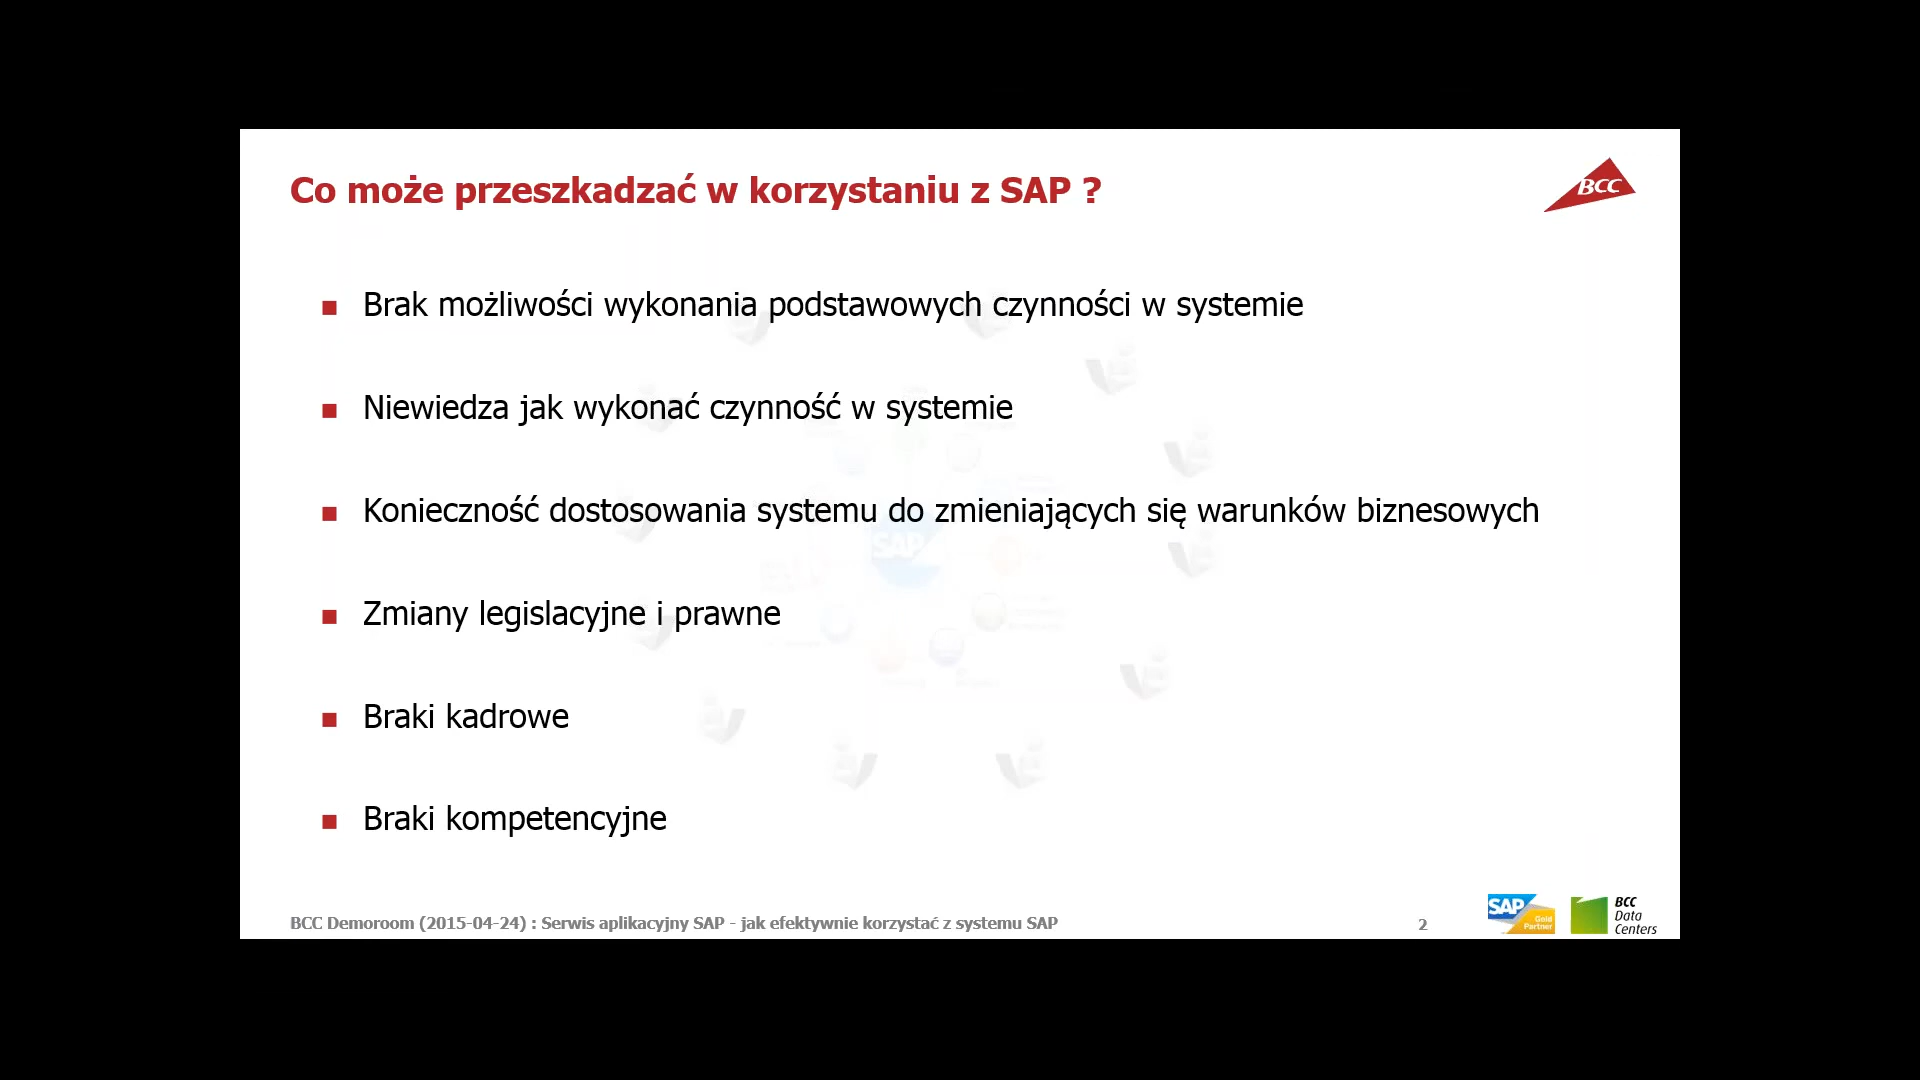 Co może przeszkadzać w korzystaniu z SAP ?
BCC
Brak możliwości wykonania podstawowych czynności w systemie
Niewiedza jak wykonać czynność w systemie
Konieczność dostosowania systemu do zmieniających się warunków biznesowych
SAP
Zmiany legislacyjne i prawne
Braki kadrowe
Braki kompetencyjne
BCC Demoroom (2015-04-24) : Serwis aplikacyjny SAP - jak efektywnie korzystać z systemu SAP
2
SAP
Gold
Partner
BCC
Data
Centers